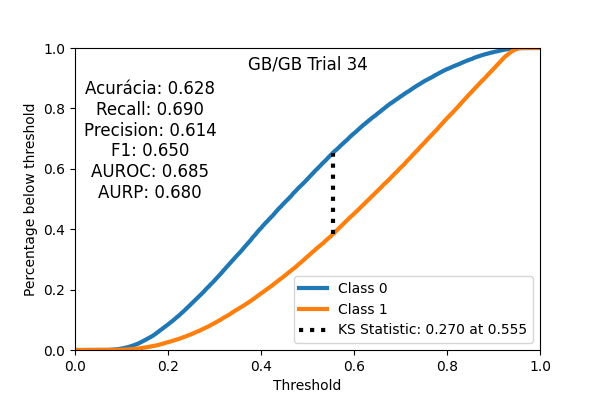 GB/GB Trial 34
Acurácia: 0.628
Recall: 0.690
Precision: 0.614
F1: 0.650
AUROC: 0.685
AURP: 0.680
Percentage below threshold
1.0
0.8
0.6
0.4
0.2
0.0
Class 0
Class 1
KS Statistic: 0.270 at 0.555
0.0 0.2 0.4 0.6 0.8 1.0
Threshold